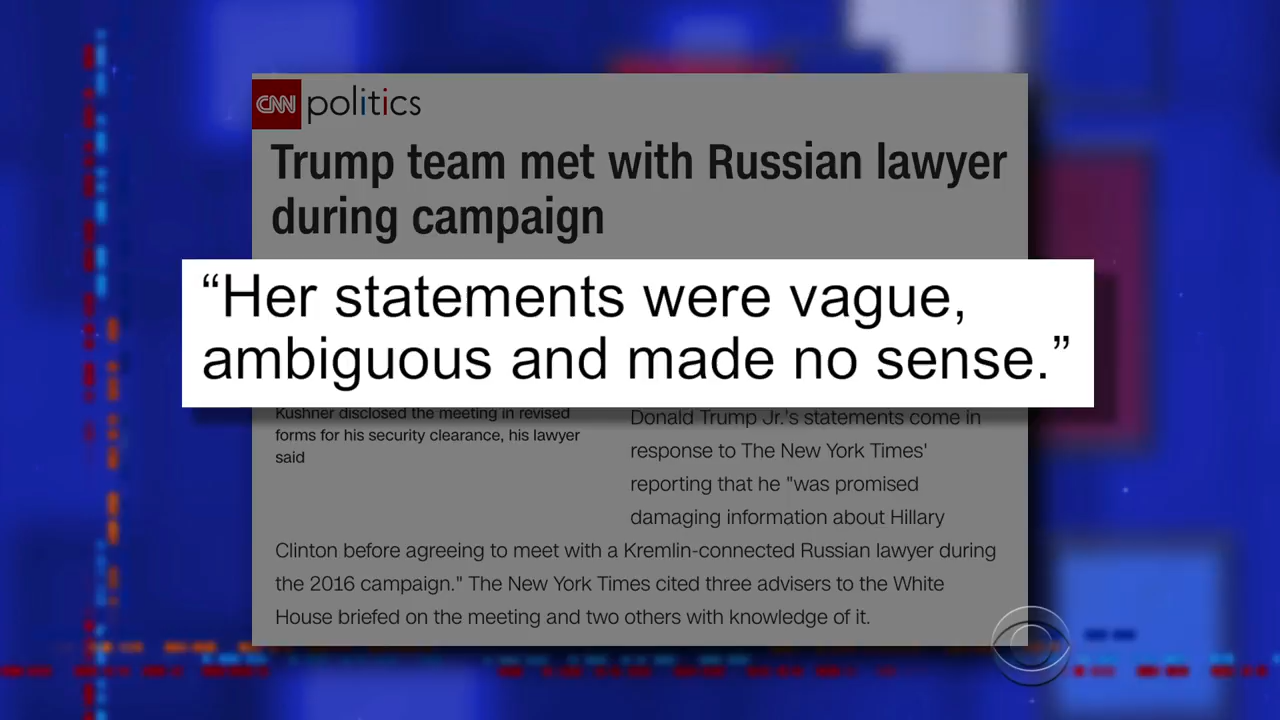 CNN politics
Trump team met with Russian lawyer
during campaign
“Her statements were vague,
ambiguous and made no sense.”
Kushner disclosed the meeting in revised
forms for his security clearance, his lawyer
said
Donald Trump Jr.'s statements come in
response to The New York Times'
reporting that he "was promised
damaging information about Hillary
Clinton before agreeing to meet with a Kremlin-connected Russian lawyer during
the 2016 campaign." The New York Times cited three advisers to the White
House briefed on the meeting and two others with knowledge of it.